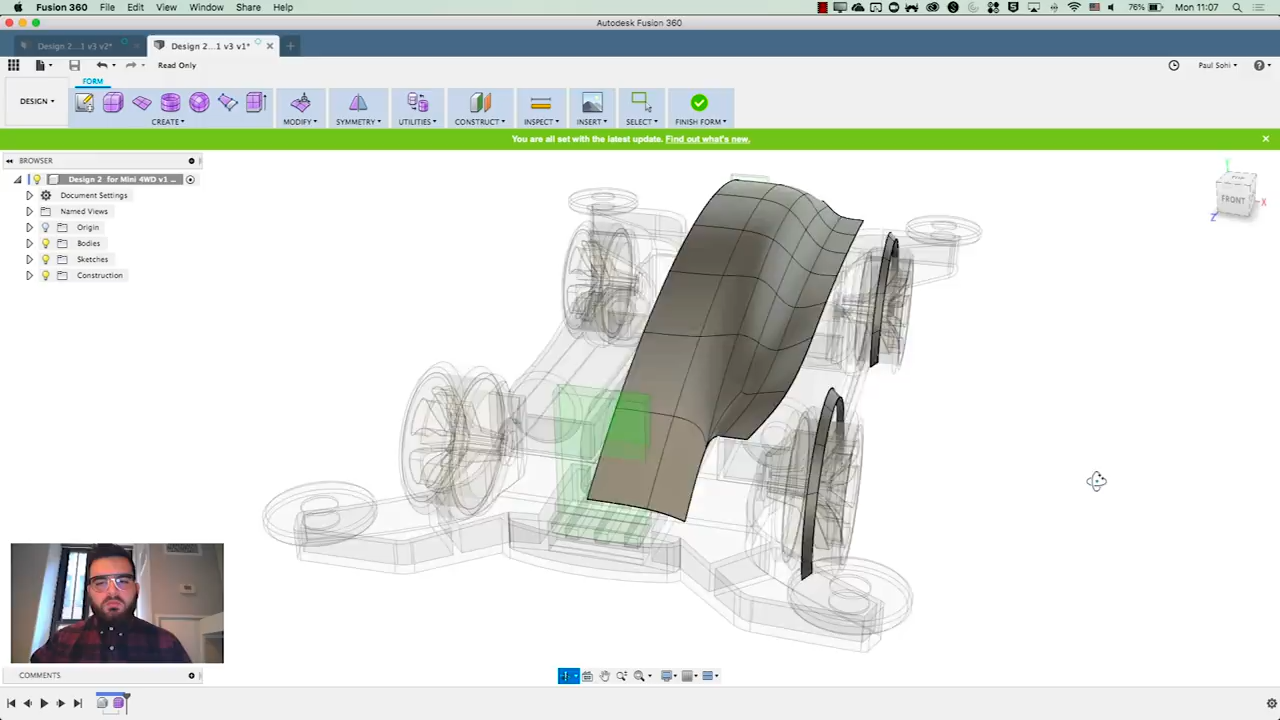 Fusion 360 File Edit View Window Share Help
76% Mon 11:07
Autodesk Fusion 360
Design 2...1 v3 v2*
Design 2...1 v3 v1*
Read Only
Paul Sohi
FORM
DESIGN
CREATE MODIFY SYMMETRY UTILITIES CONSTRUCT INSPECT INSERT SELECT FINISH FORM
You are all set with the latest update. Find out what's new.
BROWSER
Design 2 for Mini 4WD v1 ...
Document Settings
Named Views
Origin
Bodies
Sketches
Construction
Y
FRONT
X
Z
COMMENTS